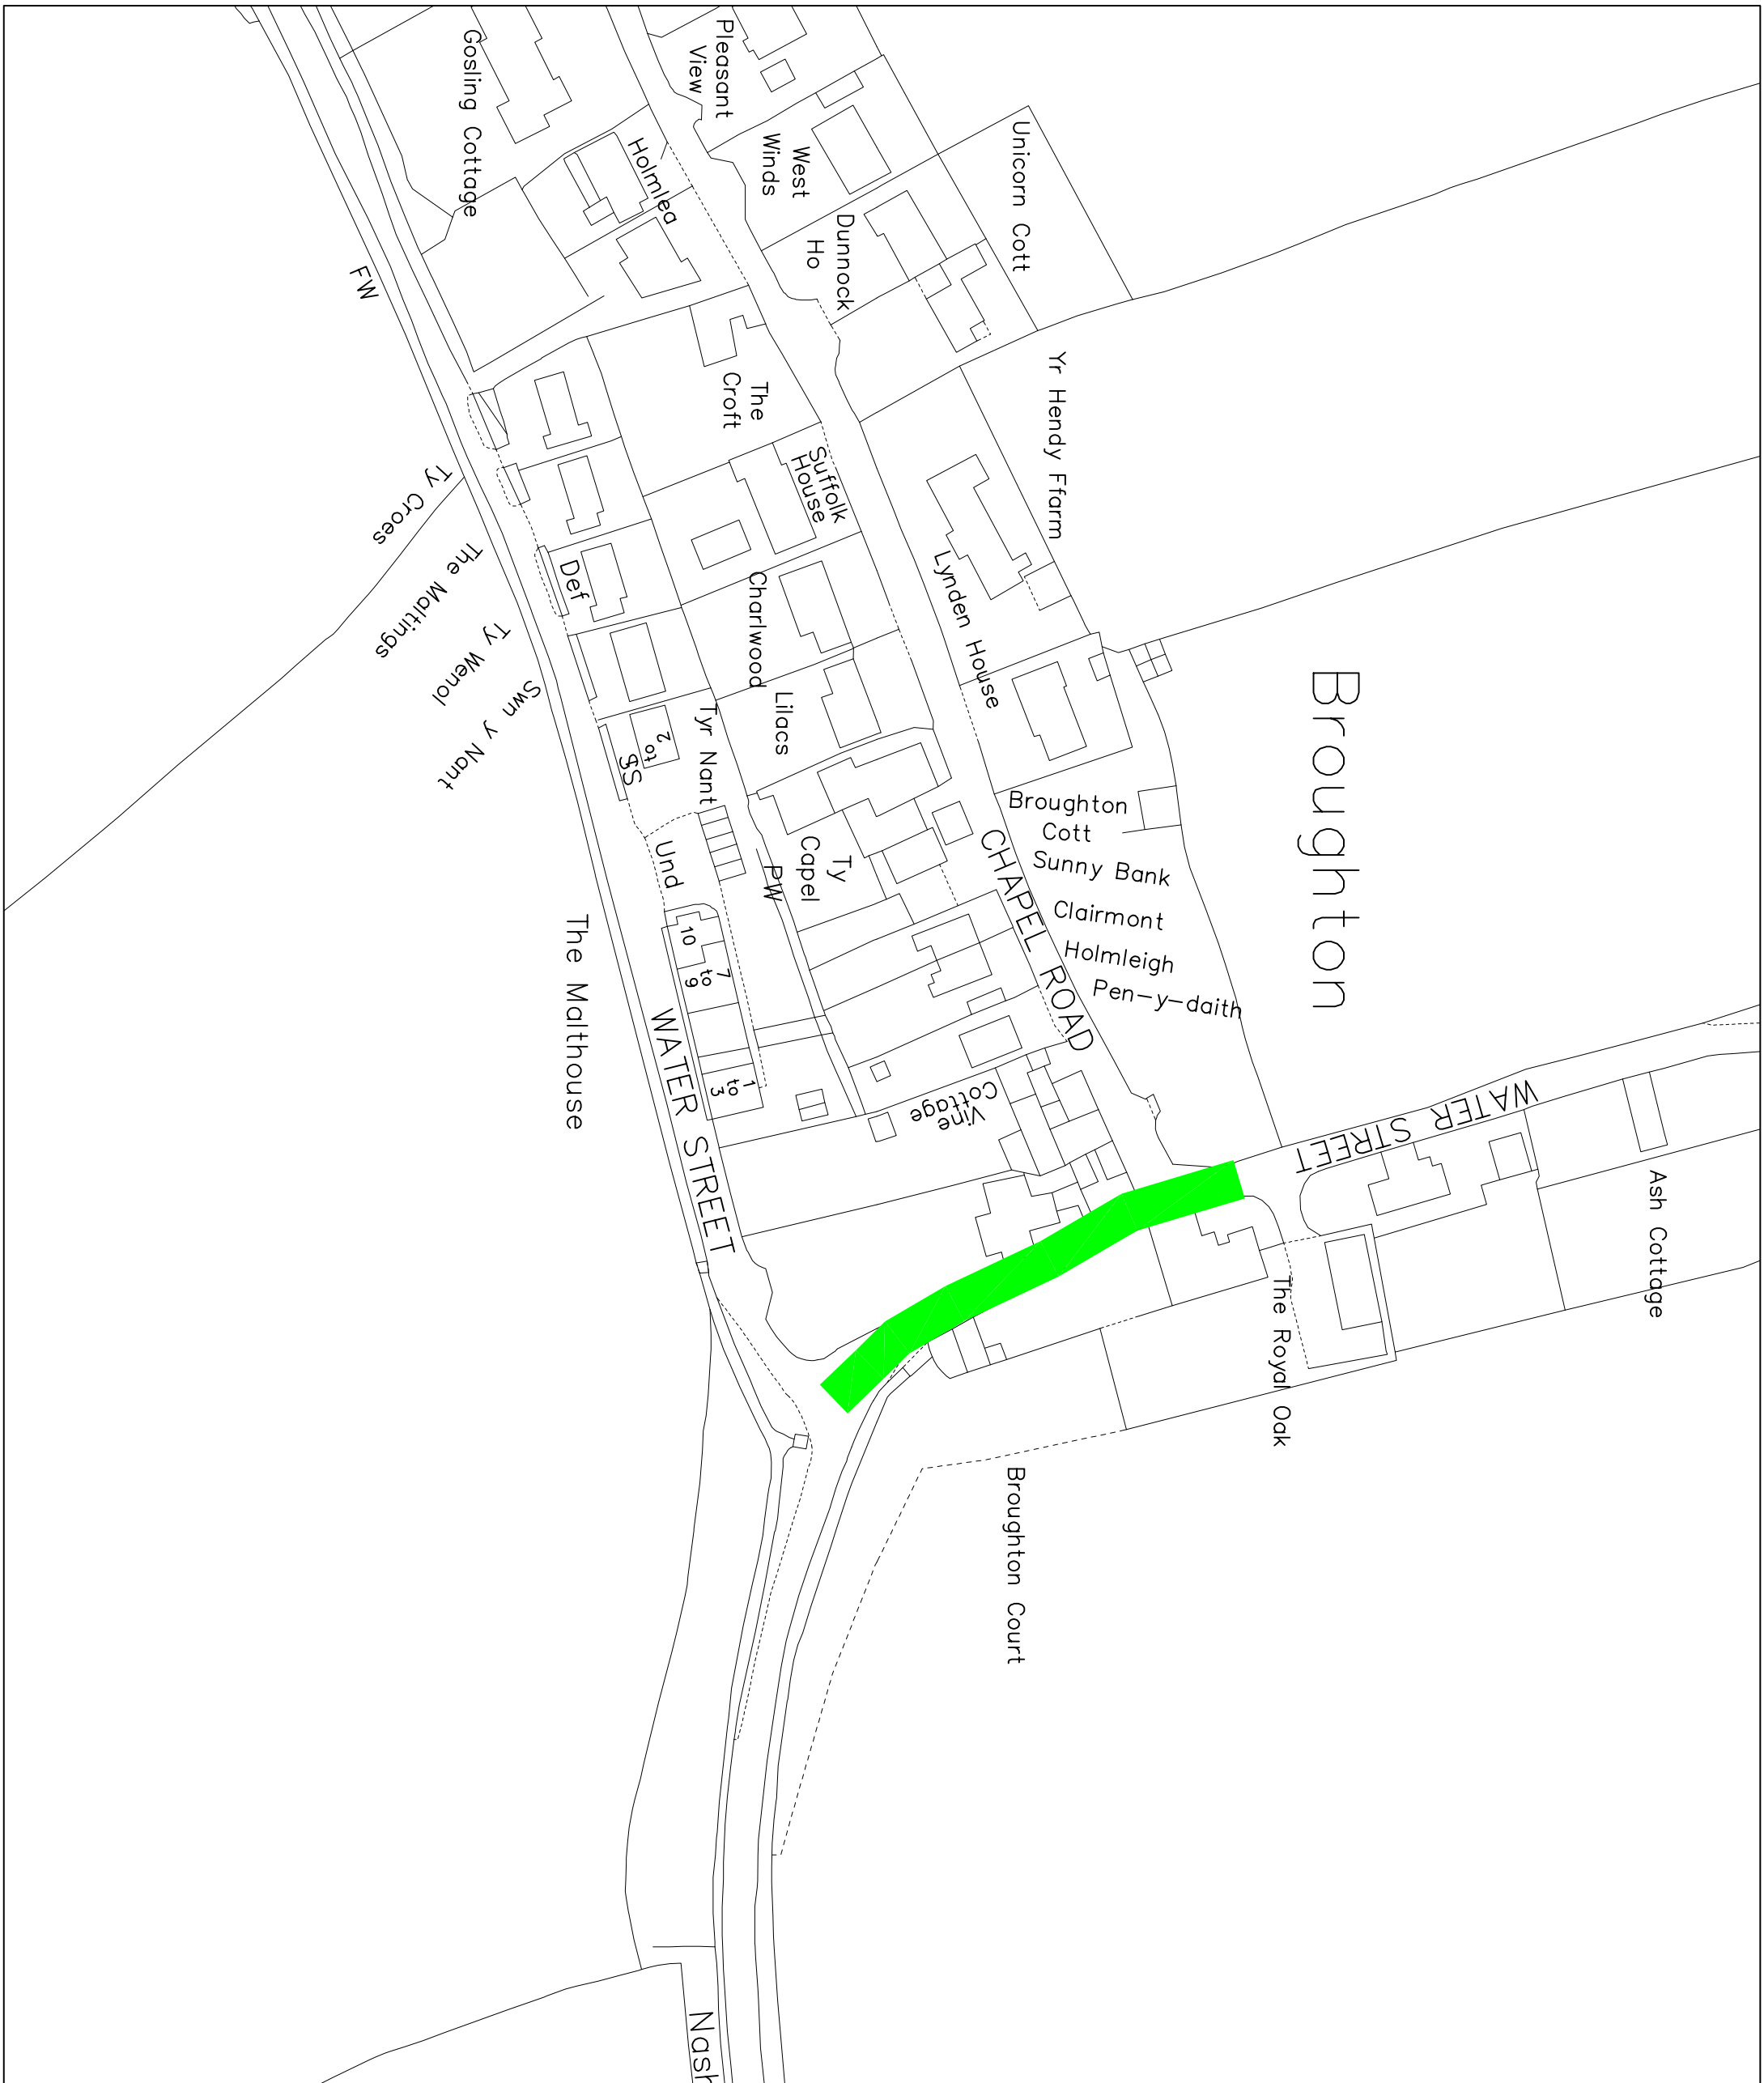 Gosling Cottage
Pleasant
View
Holmlea
West
Winds
Unicorn Cott
Dunnock
Ho
FW
The
Croft
Yr Hendy Ffarm
Suffolk
House
Ty Croes
The Maltings
Ty Wenol
Swn y Nant
Def
Charlwood
Lynden House
Lilacs
Tyr Nant
2
to
5
SS
Broughton
Broughton
Cott
Sunny Bank
Clairmont
Holmleigh
Pen-y-daith
CHAPEL ROAD
Ty
Capel
PW
Und
10
7
to
9
1
to
3
The Malthouse
WATER STREET
Vine
Cottage
WATER STREET
Ash Cottage
The Royal Oak
Broughton Court
Nash